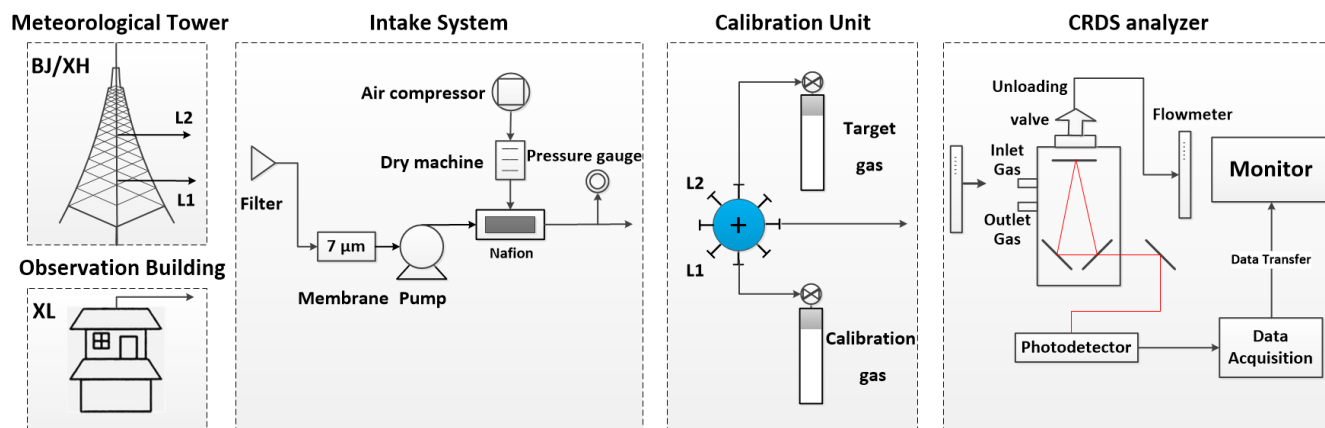 Meteorological Tower
BJ/XH
L2
L1
Observation Building
XL
Intake System
Air compressor
Dry machine
Pressure gauge
Filter
7 μm
Nafion
Membrane
Pump
Calibration Unit
Target
gas
L2
L1
Calibration
gas
CRDS analyzer
Unloading
valve
Flowmeter
Inlet
Gas
Outlet
Gas
Monitor
Data Transfer
Photodetector
Data
Acquisition